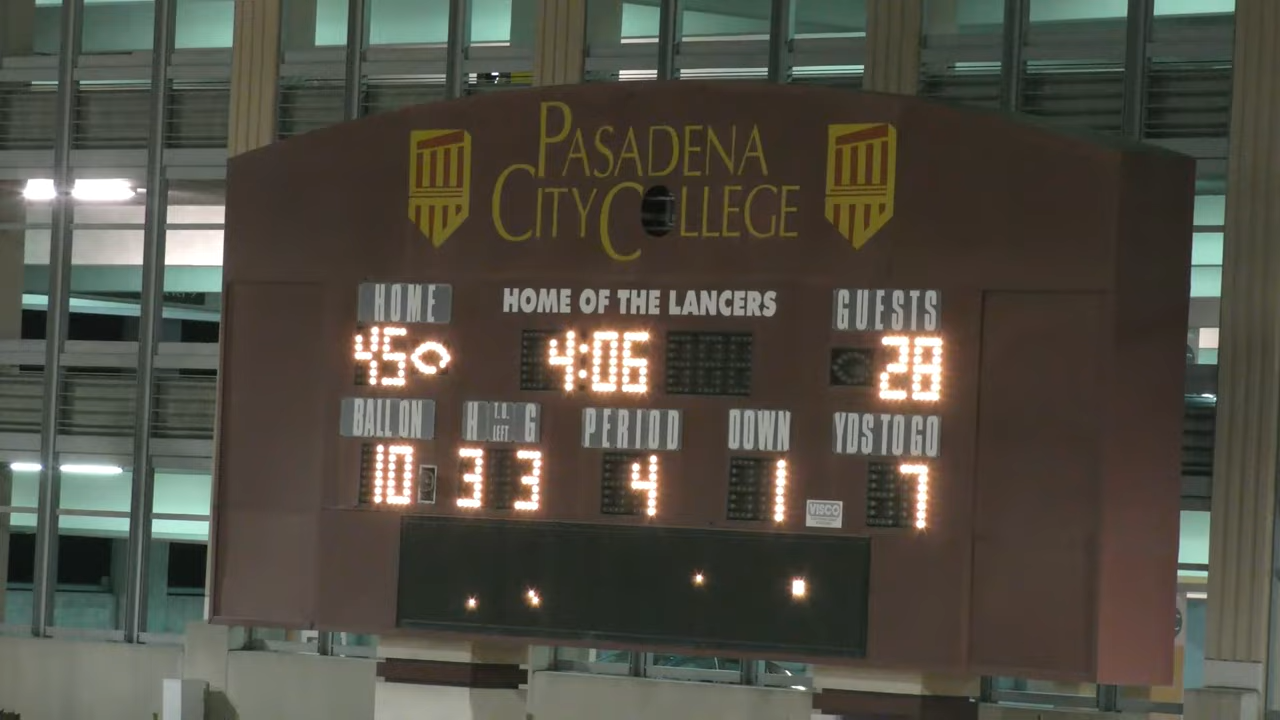 PASADENA
CITY COLLEGE
HOME
HOME OF THE LANCERS
GUESTS
45
4:06
28
BALL ON
H T.O. LEFT G
PERIOD
DOWN
YDS TO GO
10
3
3
4
1
7
VISCO